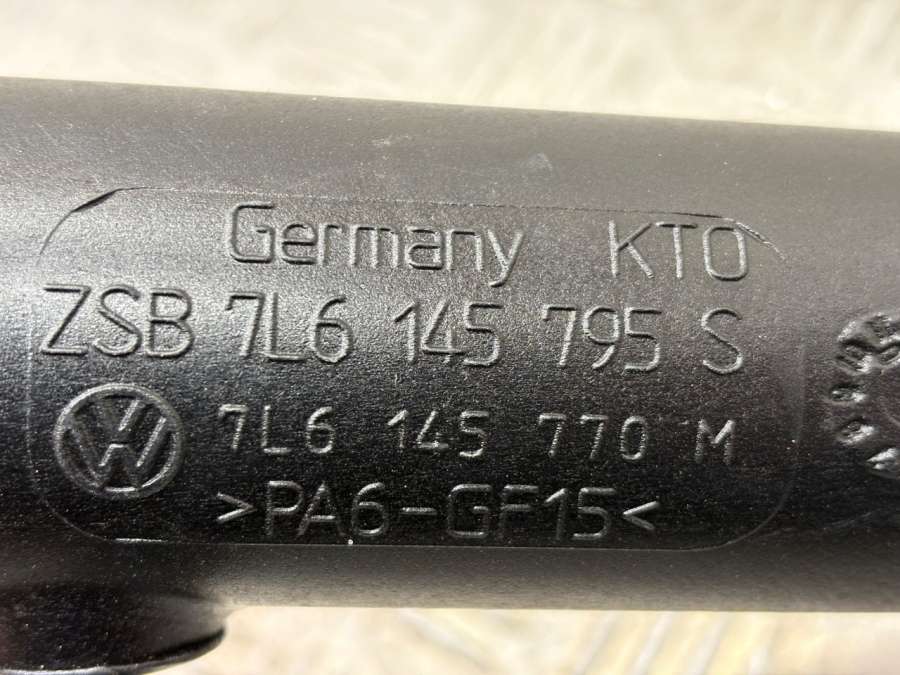 Germany KTO
ZSB 7L6 145 795 S
7L6 145 770 M
>PA6-GF15<